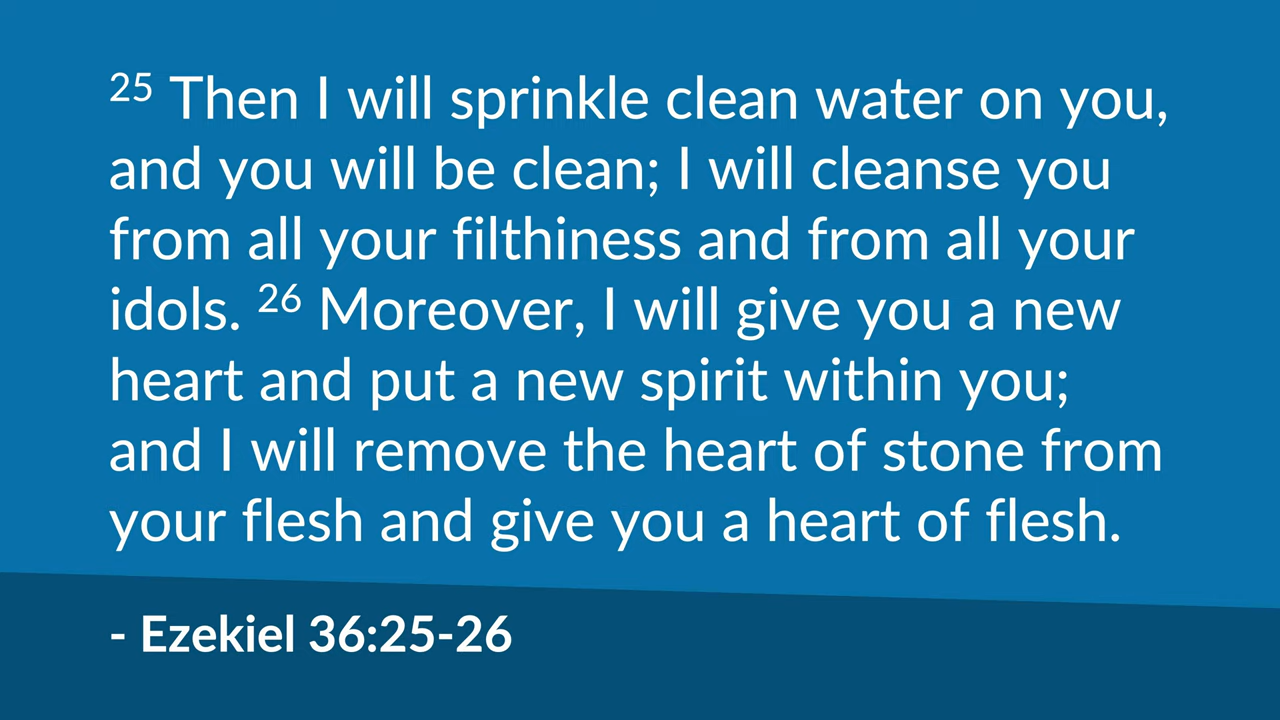 25 Then I will sprinkle clean water on you,
and you will be clean; I will cleanse you
from all your filthiness and from all your
idols. 26 Moreover, I will give you a new
heart and put a new spirit within you;
and I will remove the heart of stone from
your flesh and give you a heart of flesh.
- Ezekiel 36:25-26